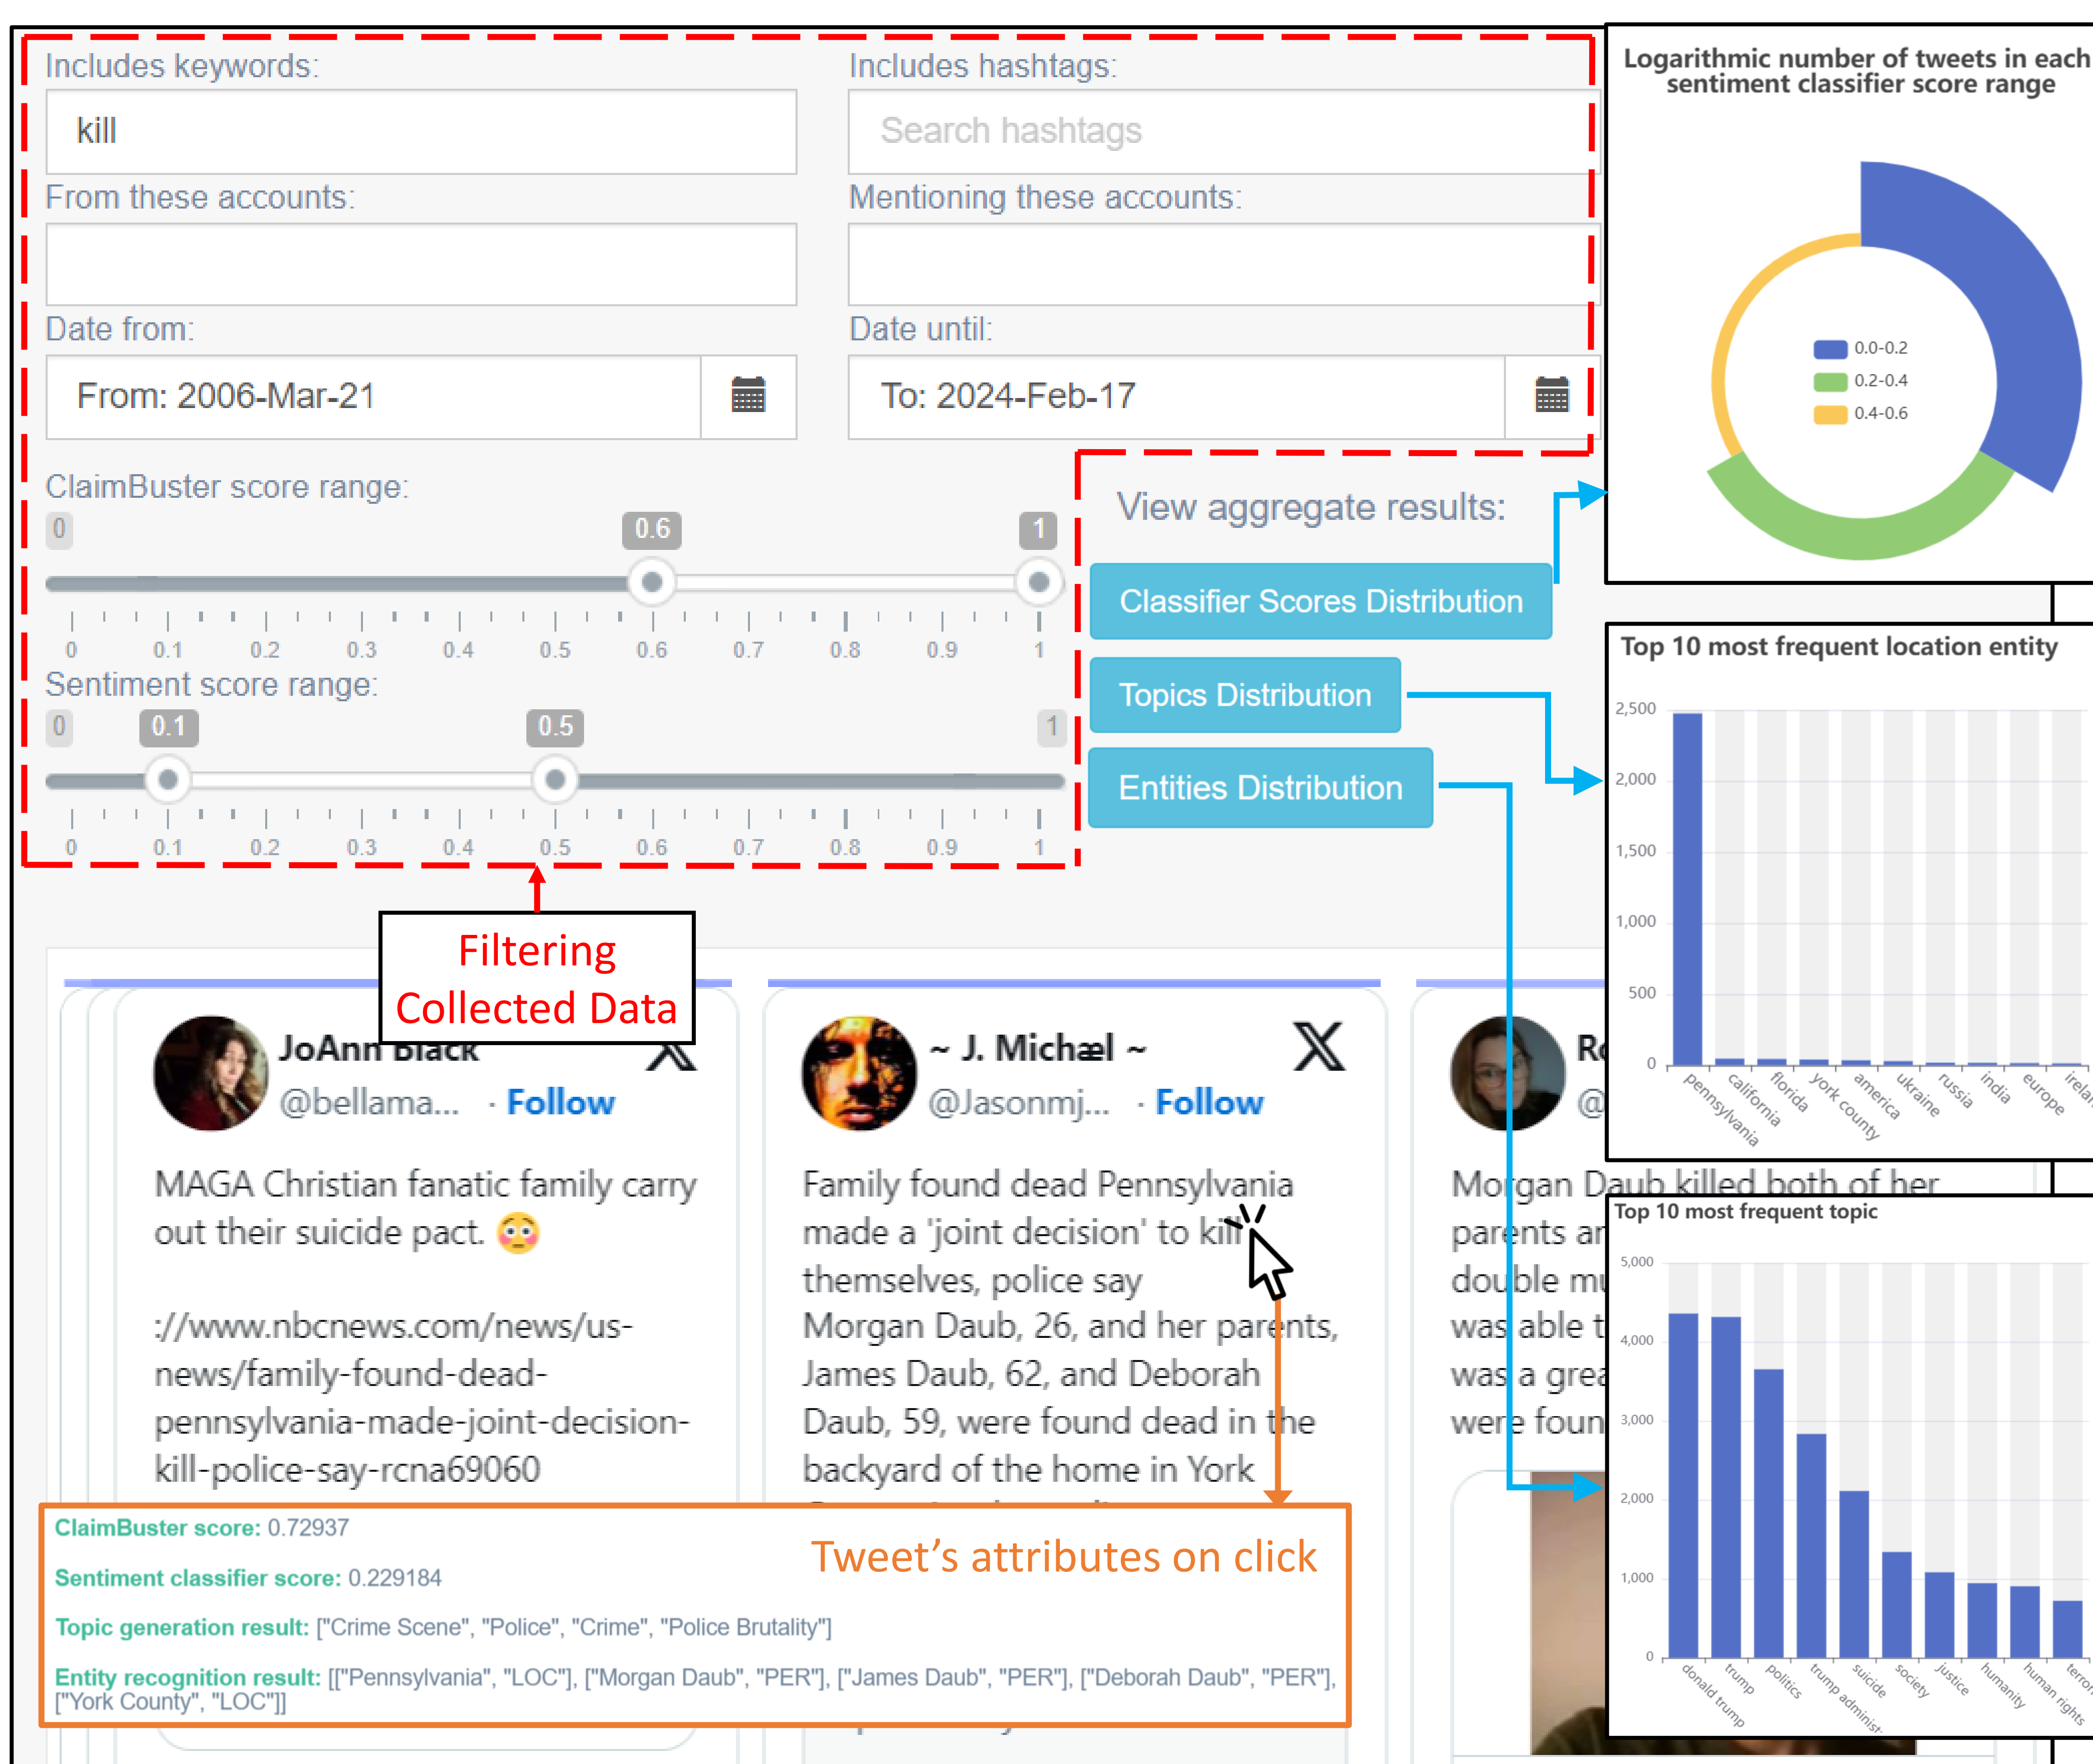 Includes keywords:
kill
Includes hashtags:
Search hashtags
From these accounts:
Mentioning these accounts:
Date from:
From: 2006-Mar-21
Date until:
To: 2024-Feb-17
ClaimBuster score range:
0 0.6 1
0 0.1 0.2 0.3 0.4 0.5 0.6 0.7 0.8 0.9 1
Sentiment score range:
0 0.1 0.5 1
0 0.1 0.2 0.3 0.4 0.5 0.6 0.7 0.8 0.9 1
View aggregate results:
Classifier Scores Distribution
Topics Distribution
Entities Distribution
Filtering
Collected Data
Logarithmic number of tweets in each
sentiment classifier score range
0.0-0.2
0.2-0.4
0.4-0.6
Top 10 most frequent location entity
2,500
2,000
1,500
1,000
500
0
pennsylvania
california
florida
york county
america
ukraine
russia
india
europe
Top 10 most frequent topic
5,000
4,000
3,000
2,000
1,000
0
donald trump
trump
politics
trump administ..
suicide
society
justice
humanity
human rights
JoAnn Black
@bellama... · Follow
MAGA Christian fanatic family carry
out their suicide pact. 😳
://www.nbcnews.com/news/us-
news/family-found-dead-
pennsylvania-made-joint-decision-
kill-police-say-rcna69060
~ J. Michæl ~
@Jasonmj... · Follow
Family found dead Pennsylvania
made a 'joint decision' to kill
themselves, police say
Morgan Daub, 26, and her parents,
James Daub, 62, and Deborah
Daub, 59, were found dead in the
backyard of the home in York
Morgan Daub killed both of her
parents
double
was able
was a
were
Tweet's attributes on click
ClaimBuster score: 0.72937
Sentiment classifier score: 0.229184
Topic generation result: ["Crime Scene", "Police", "Crime", "Police Brutality"]
Entity recognition result: [["Pennsylvania", "LOC"], ["Morgan Daub", "PER"], ["James Daub", "PER"], ["Deborah Daub", "PER"],
["York County", "LOC"]]